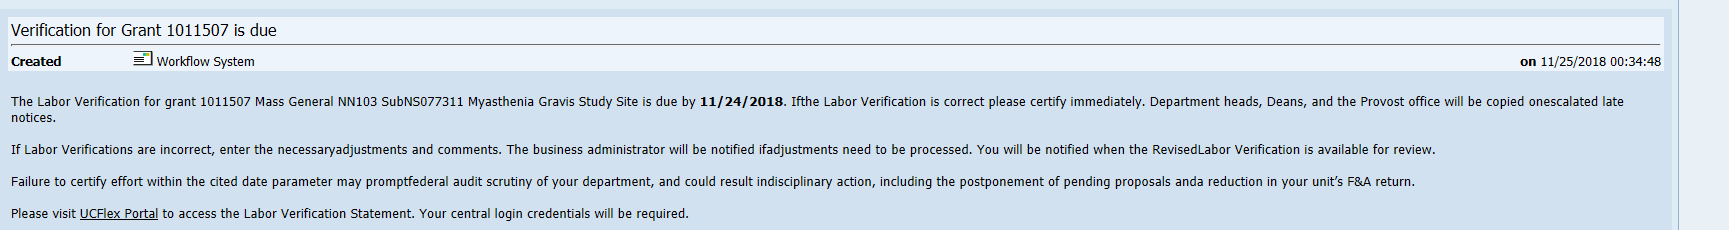 Verification for Grant 1011507 is due
Created Workflow System on 11/25/2018 00:34:48
The Labor Verification for grant 1011507 Mass General NN103 SubNS077311 Myasthenia Gravis Study Site is due by 11/24/2018. Ifthe Labor Verification is correct please certify immediately. Department heads, Deans, and the Provost office will be copied onescalated late
notices.
If Labor Verifications are incorrect, enter the necessaryadjustments and comments. The business administrator will be notified ifadjustments need to be processed. You will be notified when the RevisedLabor Verification is available for review.
Failure to certify effort within the cited date parameter may promptfederal audit scrutiny of your department, and could result indisciplinary action, including the postponement of pending proposals anda reduction in your unit’s F&A return.
Please visit UCFlex Portal to access the Labor Verification Statement. Your central login credentials will be required.